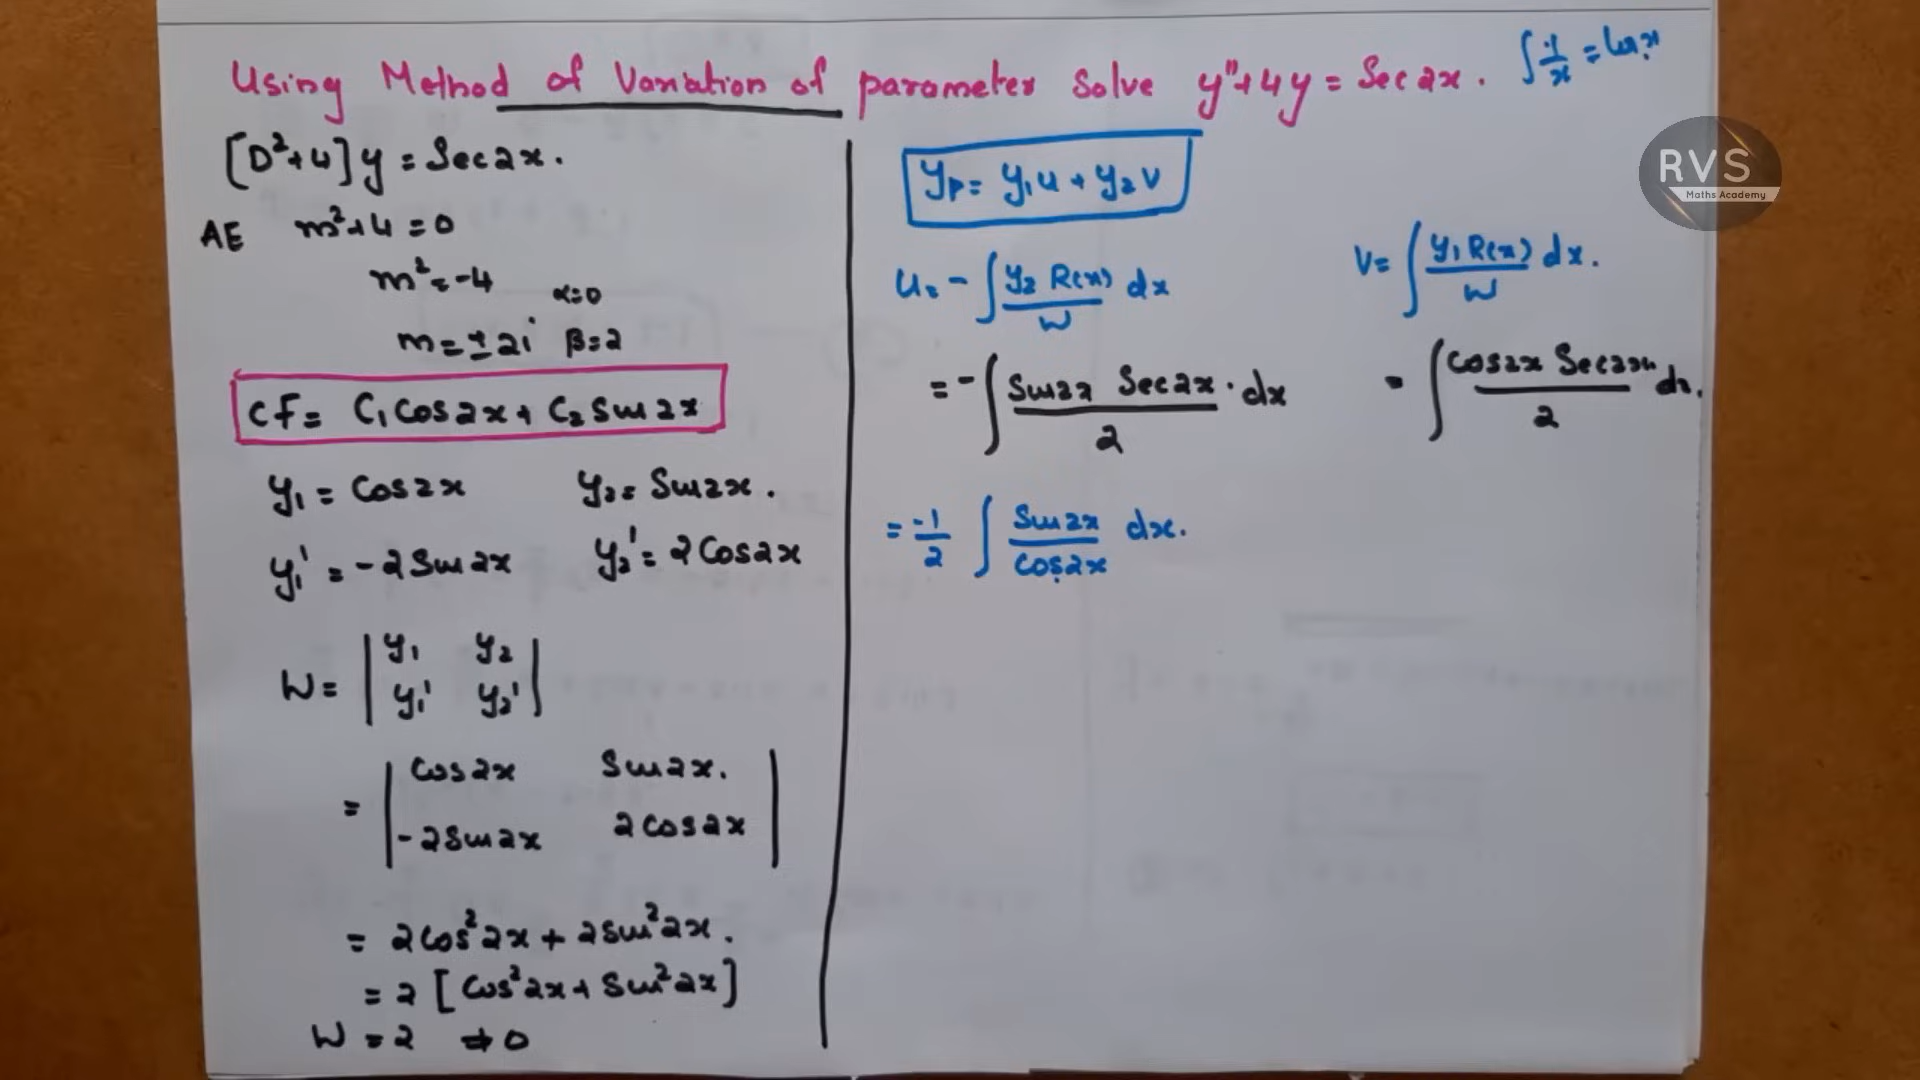 Using Method of Variation of parameter Solve y"+4y = Sec2x.
∫1/x = ln x
[D²+4]y = Sec2x.
AE m²+4=0
m²=-4 α=0
m=±2i β=2
CF= C₁Cos2x+C₂Sin2x
y₁ = Cos2x y₂= Sin2x.
y₁' = -2Sin2x y₂'= 2Cos2x
W= | y₁ y₂ |
| y₁' y₂' |
= | Cos2x Sin2x. |
| -2Sin2x 2Cos2x |
= 2Cos²2x + 2Sin²2x.
= 2 [Cos²2x + Sin²2x]
W = 2 ≠0
yp= y₁u + y₂v
u= -∫ y₂ R(x)/W dx
= -∫ Sin2x Sec2x/2 . dx
= -1/2 ∫ Sin2x/Cos2x dx.
V= ∫ y₁ R(x)/W dx.
= ∫ Cos2x Sec2x/2 dx.
RVS
Maths Academy